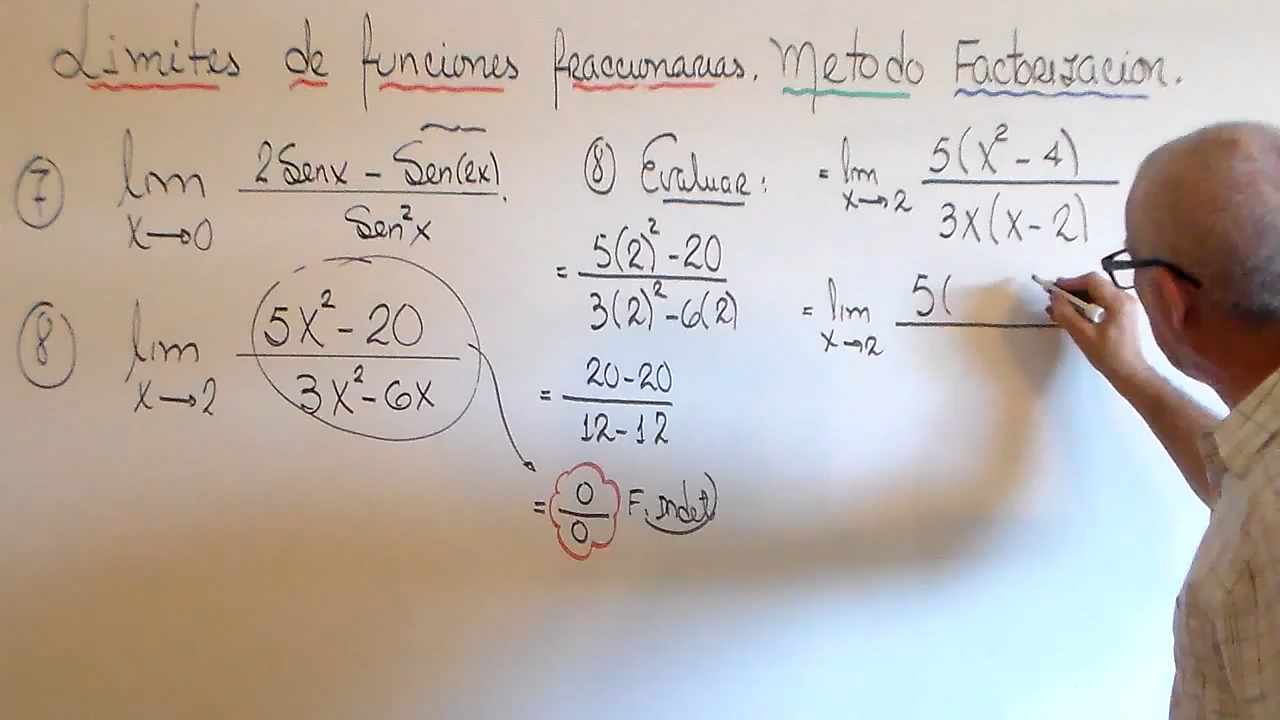 Limites de funciones fraccionarias. Metodo Factorizacion.
⑦ lim x→0 (2Senx - Sen(2x)) / Sen²x
⑧ lim x→2 (5x² - 20) / (3x² - 6x)
⑧ Evaluar:
= (5(2)² - 20) / (3(2)² - 6(2))
= (20 - 20) / (12 - 12)
= 0/0 F. indet
= lim x→2 5(x² - 4) / 3x(x - 2)
= lim x→2 5(